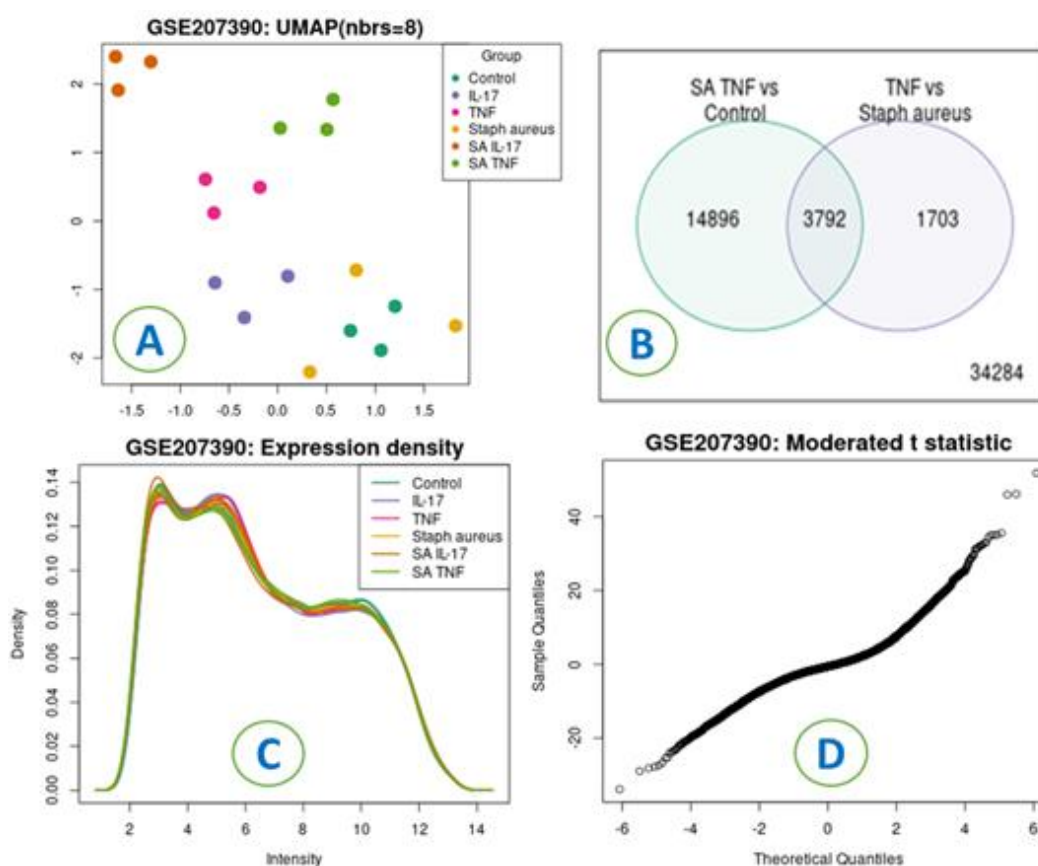 GSE207390: UMAP(nbrs=8)
Group
Control
IL-17
TNF
Staph aureus
SA IL-17
SA TNF
2
1
0
-1
-2
-1.5 -1.0 -0.5 0.0 0.5 1.0 1.5
A
SA TNF vs
Control
TNF vs
Staph aureus
14896
3792
1703
34284
B
GSE207390: Expression density
Control
IL-17
TNF
Staph aureus
SA IL-17
SA TNF
Density
0.14
0.12
0.10
0.08
0.06
0.04
0.02
0.00
2 4 6 8 10 12 14
Intensity
C
GSE207390: Moderated t statistic
Sample Quantiles
40
20
0
-20
-6 -4 -2 0 2 4 6
Theoretical Quantiles
D